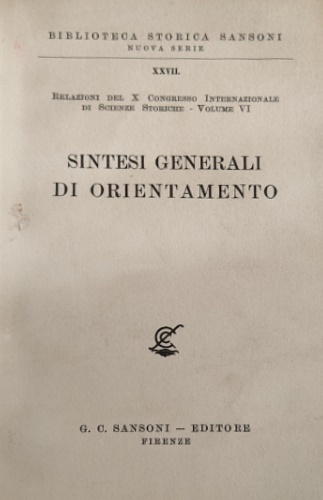 BIBLIOTECA STORICA SANSONI
NUOVA SERIE
XXVII.
RELAZIONI DEL X CONGRESSO INTERNAZIONALE
DI SCIENZE STORICHE - VOLUME VI
SINTESI GENERALI
DI ORIENTAMENTO
G. C. SANSONI — EDITORE
FIRENZE